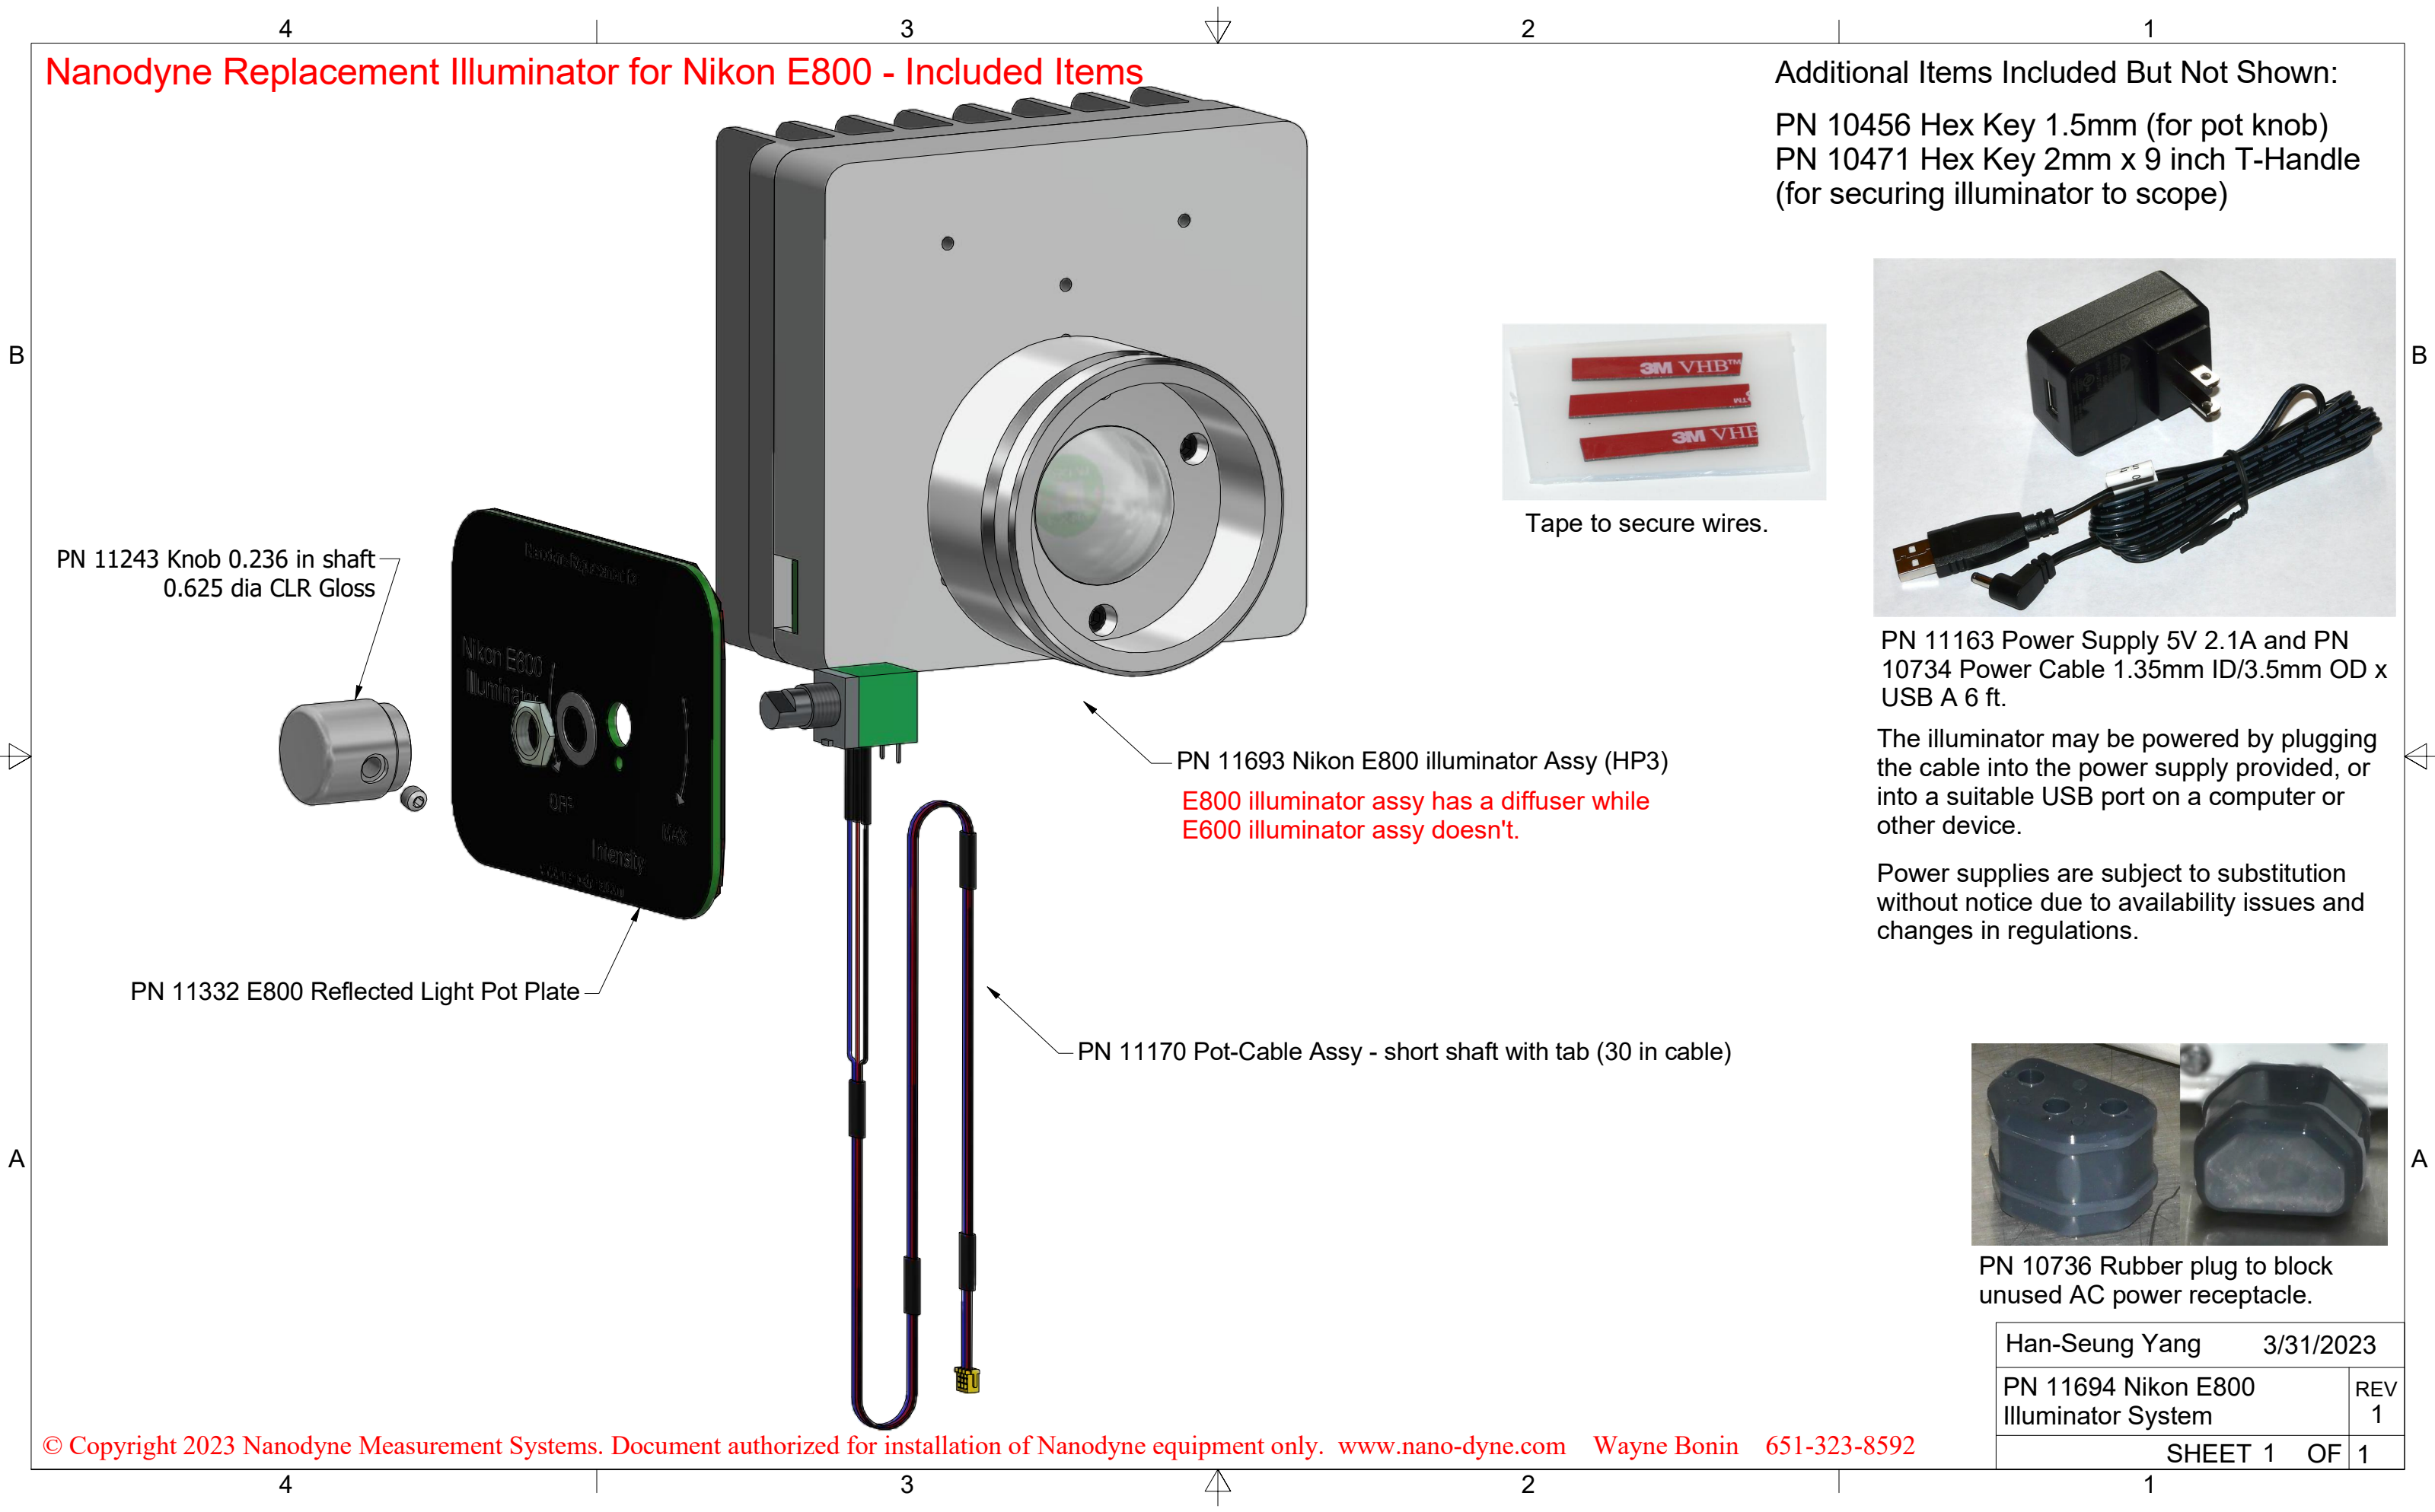 4 3 2 1
Nanodyne Replacement Illuminator for Nikon E800 - Included Items
Additional Items Included But Not Shown:
PN 10456 Hex Key 1.5mm (for pot knob)
PN 10471 Hex Key 2mm x 9 inch T-Handle
(for securing illuminator to scope)
B B
3M VHB™
3M VHB
Tape to secure wires.
PN 11243 Knob 0.236 in shaft
0.625 dia CLR Gloss
Nikon E800
Illuminator
OFF
Max
Intensity
PN 11163 Power Supply 5V 2.1A and PN
10734 Power Cable 1.35mm ID/3.5mm OD x
USB A 6 ft.
The illuminator may be powered by plugging
the cable into the power supply provided, or
into a suitable USB port on a computer or
other device.
Power supplies are subject to substitution
without notice due to availability issues and
changes in regulations.
PN 11693 Nikon E800 illuminator Assy (HP3)
E800 illuminator assy has a diffuser while
E600 illuminator assy doesn't.
PN 11332 E800 Reflected Light Pot Plate
PN 11170 Pot-Cable Assy - short shaft with tab (30 in cable)
A A
PN 10736 Rubber plug to block
unused AC power receptacle.
Han-Seung Yang 3/31/2023
PN 11694 Nikon E800
Illuminator System
REV
1
SHEET 1 OF 1
© Copyright 2023 Nanodyne Measurement Systems. Document authorized for installation of Nanodyne equipment only. www.nano-dyne.com Wayne Bonin 651-323-8592
4 3 2 1